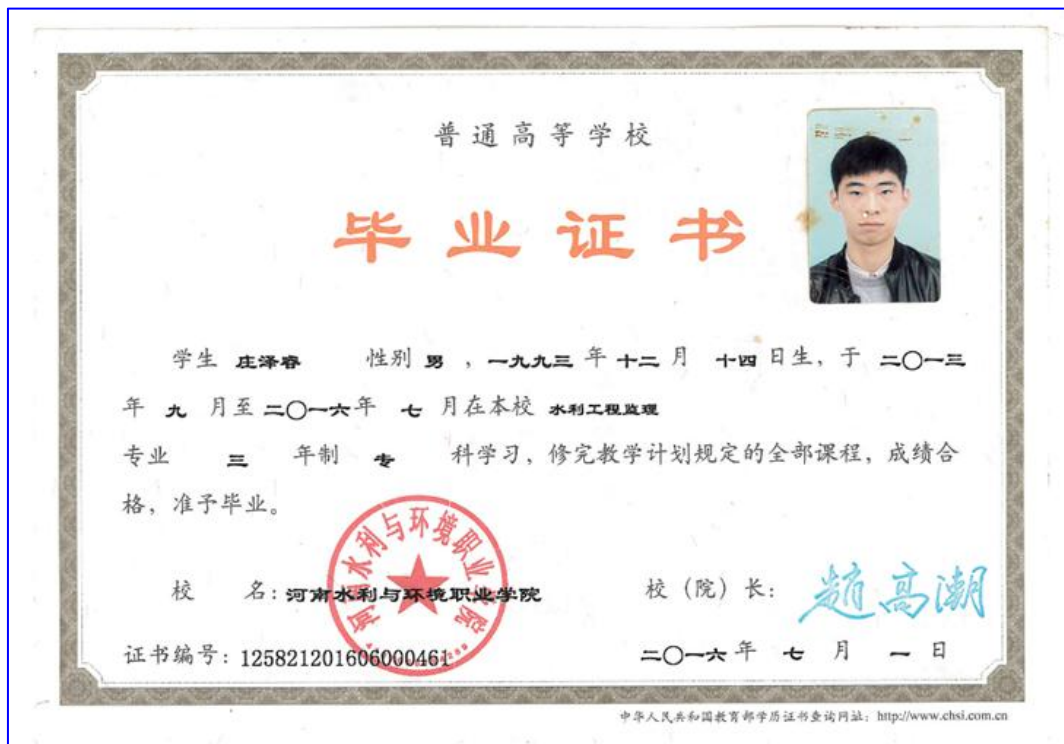 普通高等学校
毕业证书
学生 庄泽睿 性别 男 ，一九九三 年 十二 月 十四 日生，于 二〇一三
年 九 月至 二〇一六年 七 月在本校 水利工程监理
专业 三 年制 专 科学习，修完教学计划规定的全部课程，成绩合
格，准予毕业。
河南水利与环境职业学院
校 名：河南水利与环境职业学院
校（院）长：赵高潮
证书编号：125821201606000461
二〇一六 年 七 月 一 日
中华人民共和国教育部学历证书查询网址：http://www.chsi.com.cn